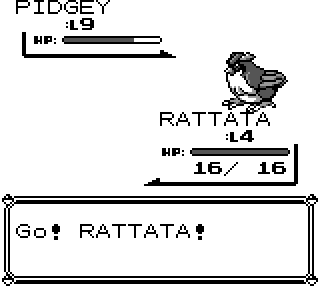 PIDGEY
:L9
HP:
RATTATA
:L4
HP:
16/ 16
Go! RATTATA!